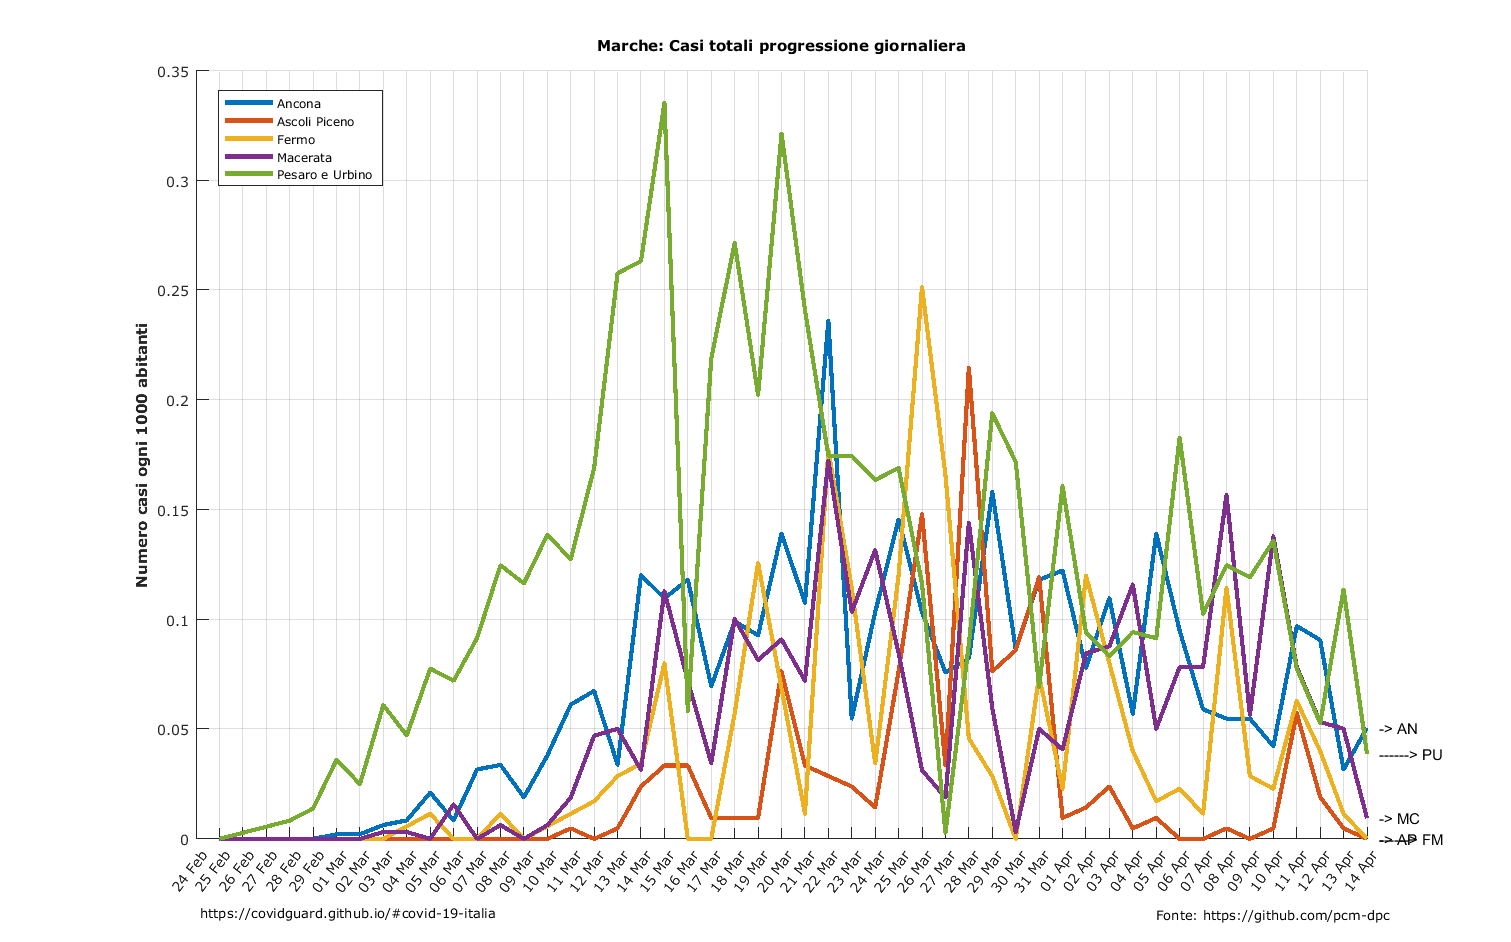 Marche: Casi totali progressione giornaliera
Numero casi ogni 1000 abitanti
0.35
0.3
0.25
0.2
0.15
0.1
0.05
0
Ancona
Ascoli Piceno
Fermo
Macerata
Pesaro e Urbino
-> AN
------> PU
-> MC
-> AP
FM
24 Feb
25 Feb
26 Feb
27 Feb
28 Feb
29 Feb
01 Mar
02 Mar
03 Mar
04 Mar
05 Mar
06 Mar
07 Mar
08 Mar
09 Mar
10 Mar
11 Mar
12 Mar
13 Mar
14 Mar
15 Mar
16 Mar
17 Mar
18 Mar
19 Mar
20 Mar
21 Mar
22 Mar
23 Mar
24 Mar
25 Mar
26 Mar
27 Mar
28 Mar
29 Mar
30 Mar
31 Mar
01 Apr
02 Apr
03 Apr
04 Apr
05 Apr
06 Apr
07 Apr
08 Apr
09 Apr
10 Apr
11 Apr
12 Apr
13 Apr
14 Apr
https://covidguard.github.io/#covid-19-italia
Fonte: https://github.com/pcm-dpc